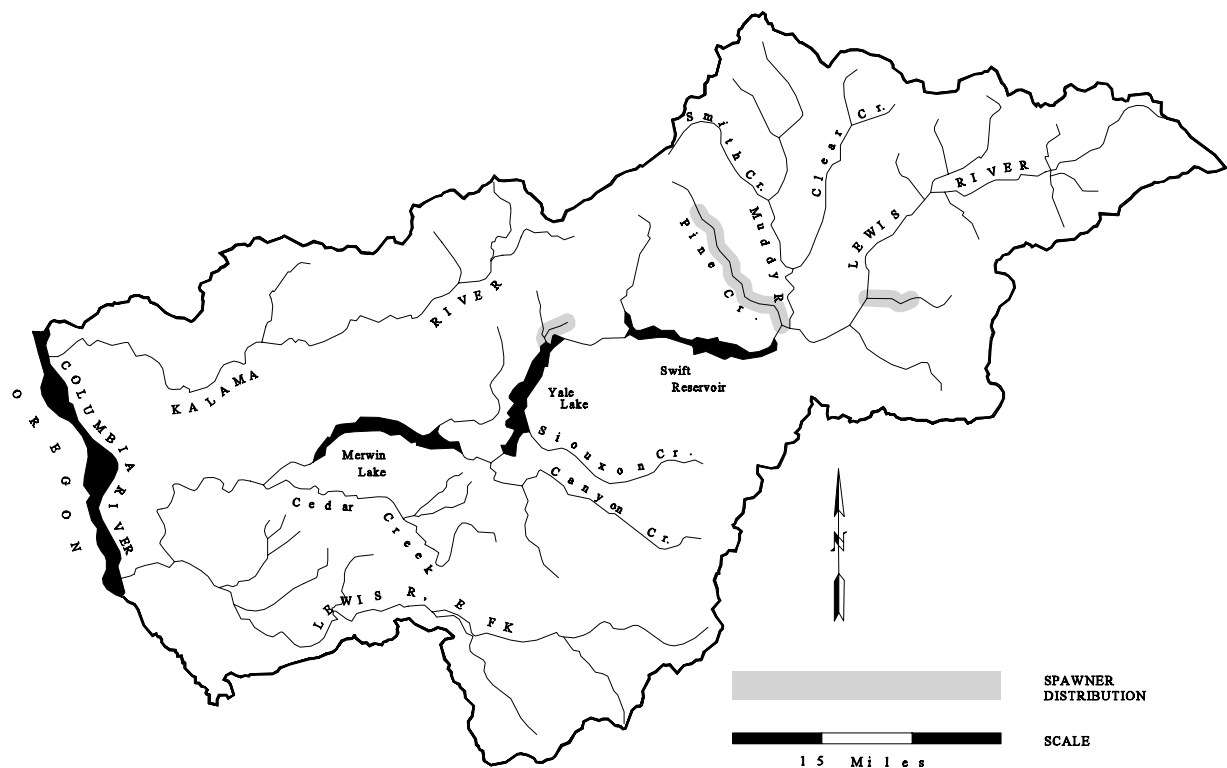 Smith Cr.
Clear Cr.
RIVER
LEWIS
Muddy R
Pine Cr.
RIVER
KALAMA
COLUMBIA RIVER
OREGON
Swift
Reservoir
Yale
Lake
Siouxon Cr.
Merwin
Lake
Canyon Cr.
Cedar Creek
LEWIS R, E FK
N
SPAWNER
DISTRIBUTION
SCALE
15 Miles